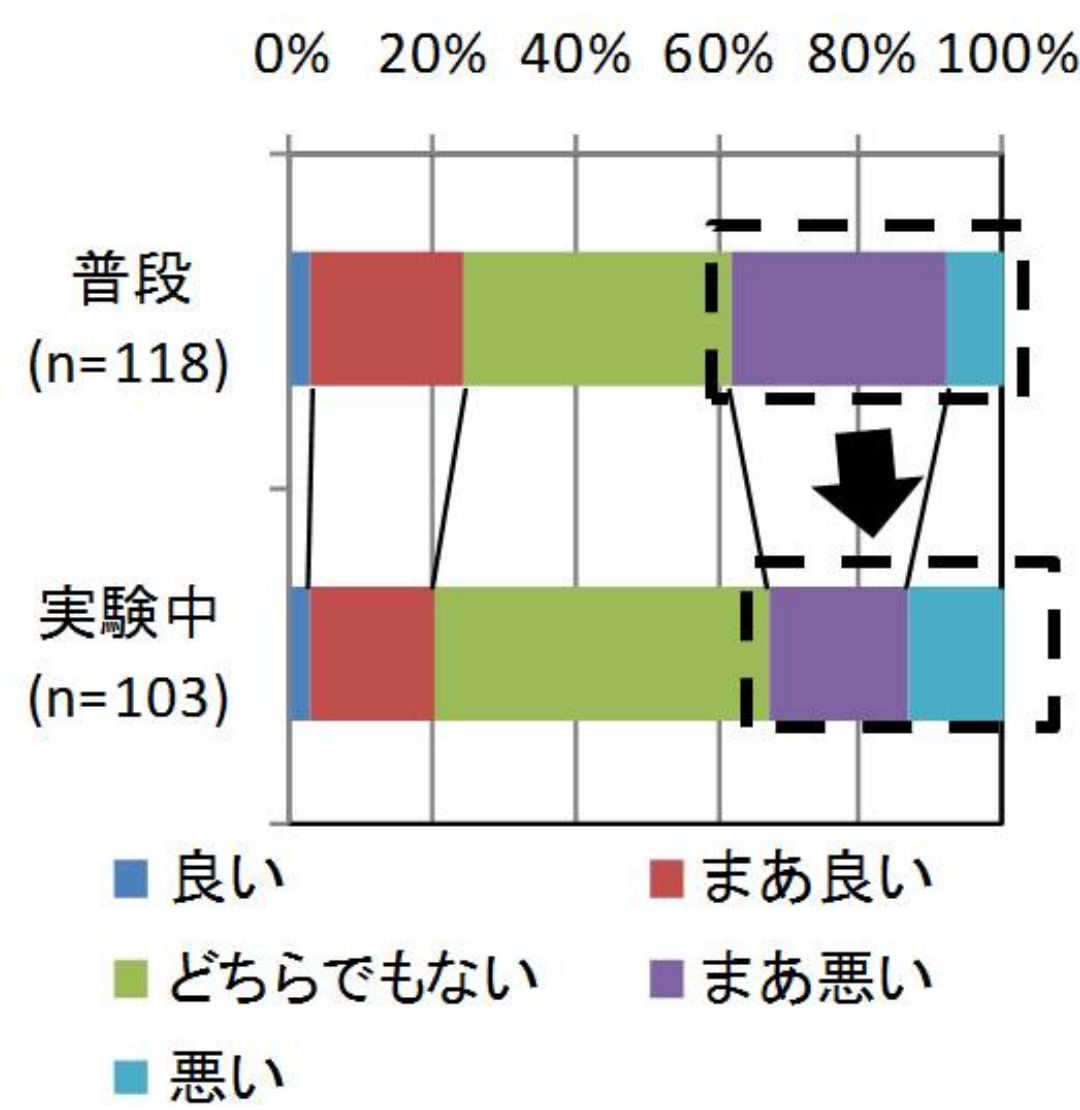 0% 20% 40% 60% 80% 100%
普段
(n=118)
実験中
(n=103)
良い まあ良い
どちらでもない まあ悪い
悪い